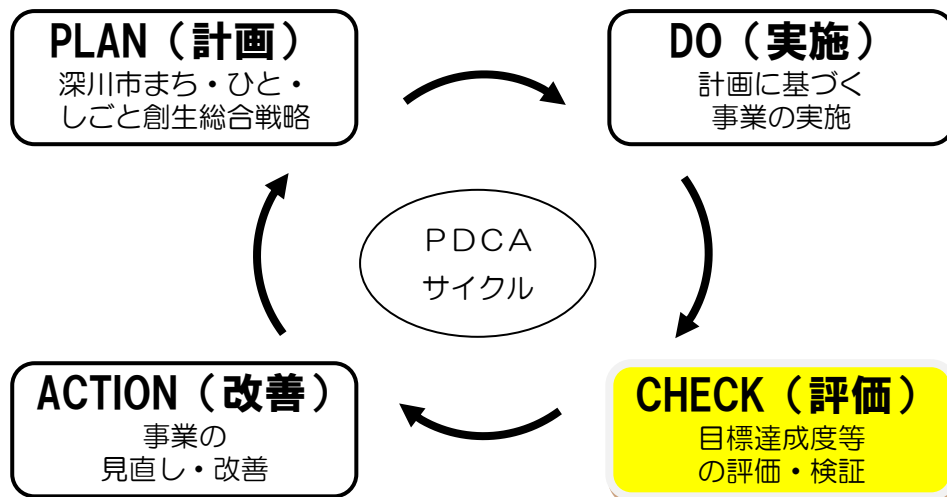 PLAN（計画）
深川市まち・ひと・
しごと創生総合戦略
DO（実施）
計画に基づく
事業の実施
PDCA
サイクル
ACTION（改善）
事業の
見直し・改善
CHECK（評価）
目標達成度等
の評価・検証